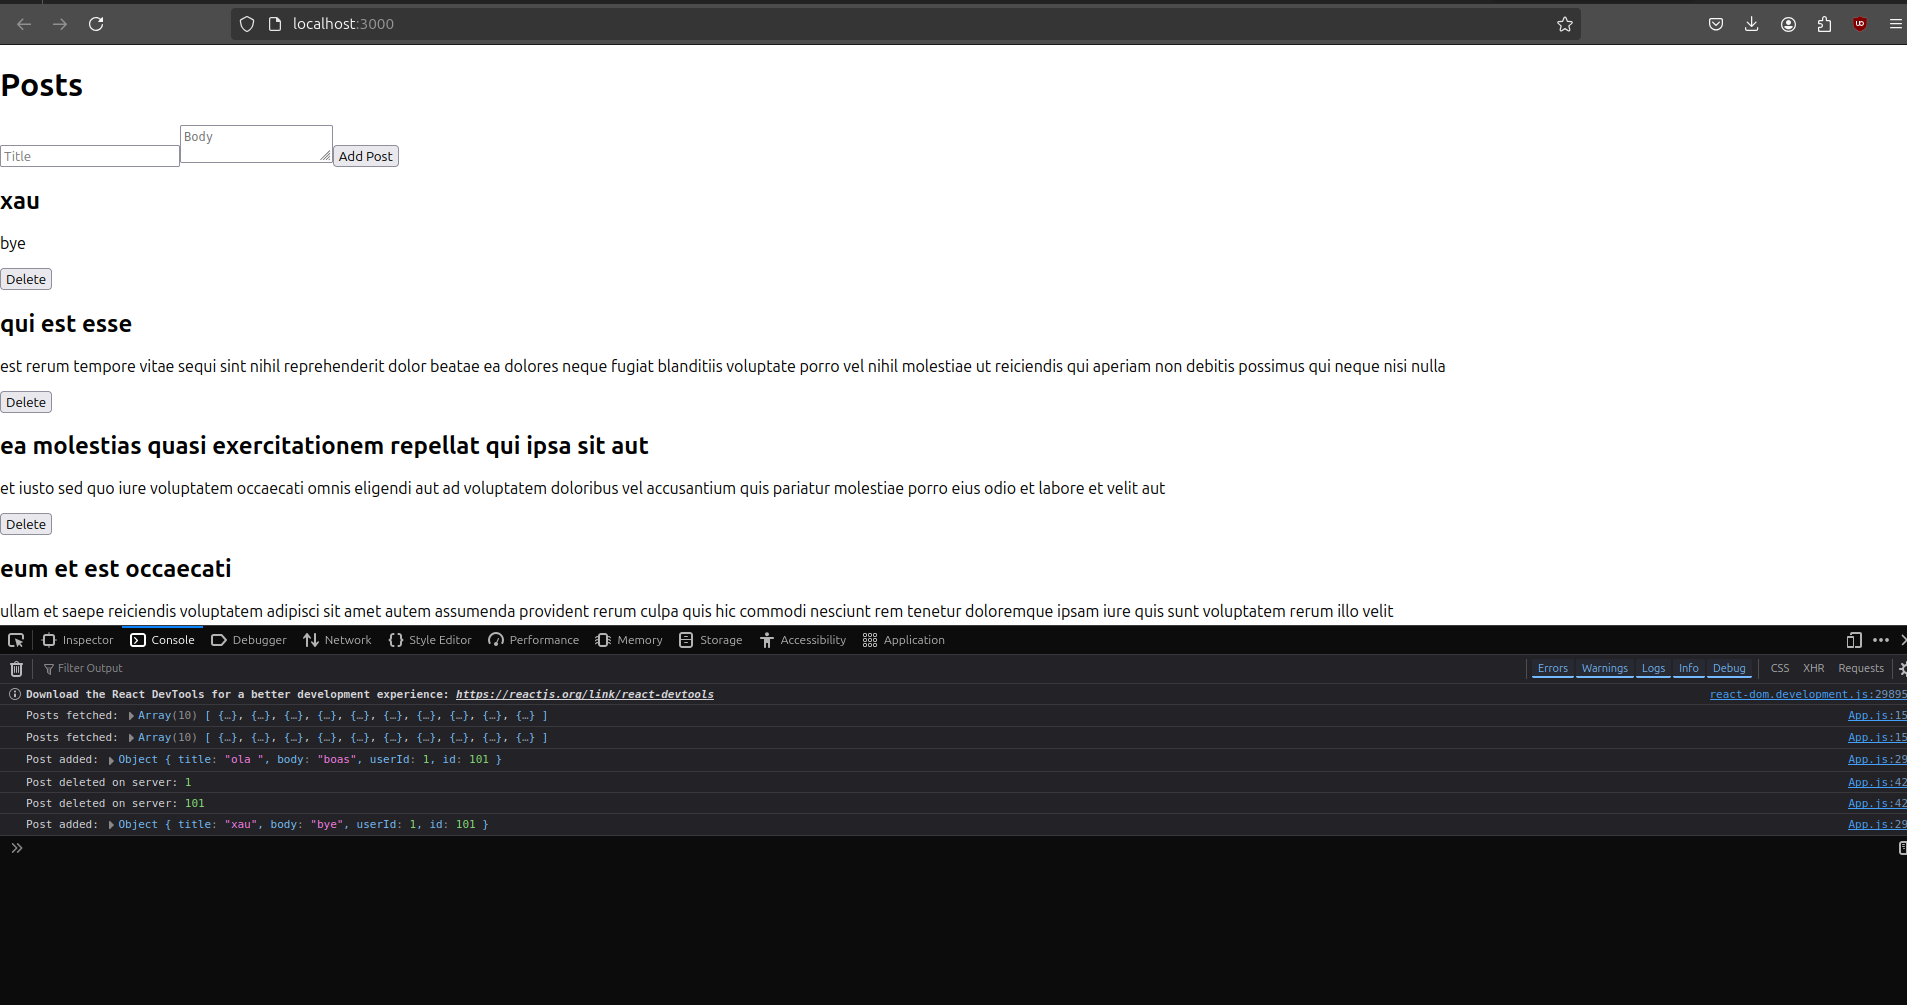 localhost:3000
Posts
Title
Body
Add Post
xau
bye
Delete
qui est esse
est rerum tempore vitae sequi sint nihil reprehenderit dolor beatae ea dolores neque fugiat blanditiis voluptate porro vel nihil molestiae ut reiciendis qui aperiam non debitis possimus qui neque nisi nulla
Delete
ea molestias quasi exercitationem repellat qui ipsa sit aut
et iusto sed quo iure voluptatem occaecati omnis eligendi aut ad voluptatem doloribus vel accusantium quis pariatur molestiae porro eius odio et labore et velit aut
Delete
eum et est occaecati
ullam et saepe reiciendis voluptatem adipisci sit amet autem assumenda provident rerum culpa quis hic commodi nesciunt rem tenetur doloremque ipsam iure quis sunt voluptatem rerum illo velit
Inspector Console Debugger Network Style Editor Performance Memory Storage Accessibility Application
Filter Output Errors Warnings Logs Info Debug CSS XHR Requests
Download the React DevTools for a better development experience: https://reactjs.org/link/react-devtools react-dom.development.js:29895
Posts fetched: Array(10) [ {…}, {…}, {…}, {…}, {…}, {…}, {…}, {…}, {…}, {…} ] App.js:15
Posts fetched: Array(10) [ {…}, {…}, {…}, {…}, {…}, {…}, {…}, {…}, {…}, {…} ] App.js:15
Post added: Object { title: "ola ", body: "boas", userId: 1, id: 101 } App.js:29
Post deleted on server: 1 App.js:42
Post deleted on server: 101 App.js:42
Post added: Object { title: "xau", body: "bye", userId: 1, id: 101 } App.js:29